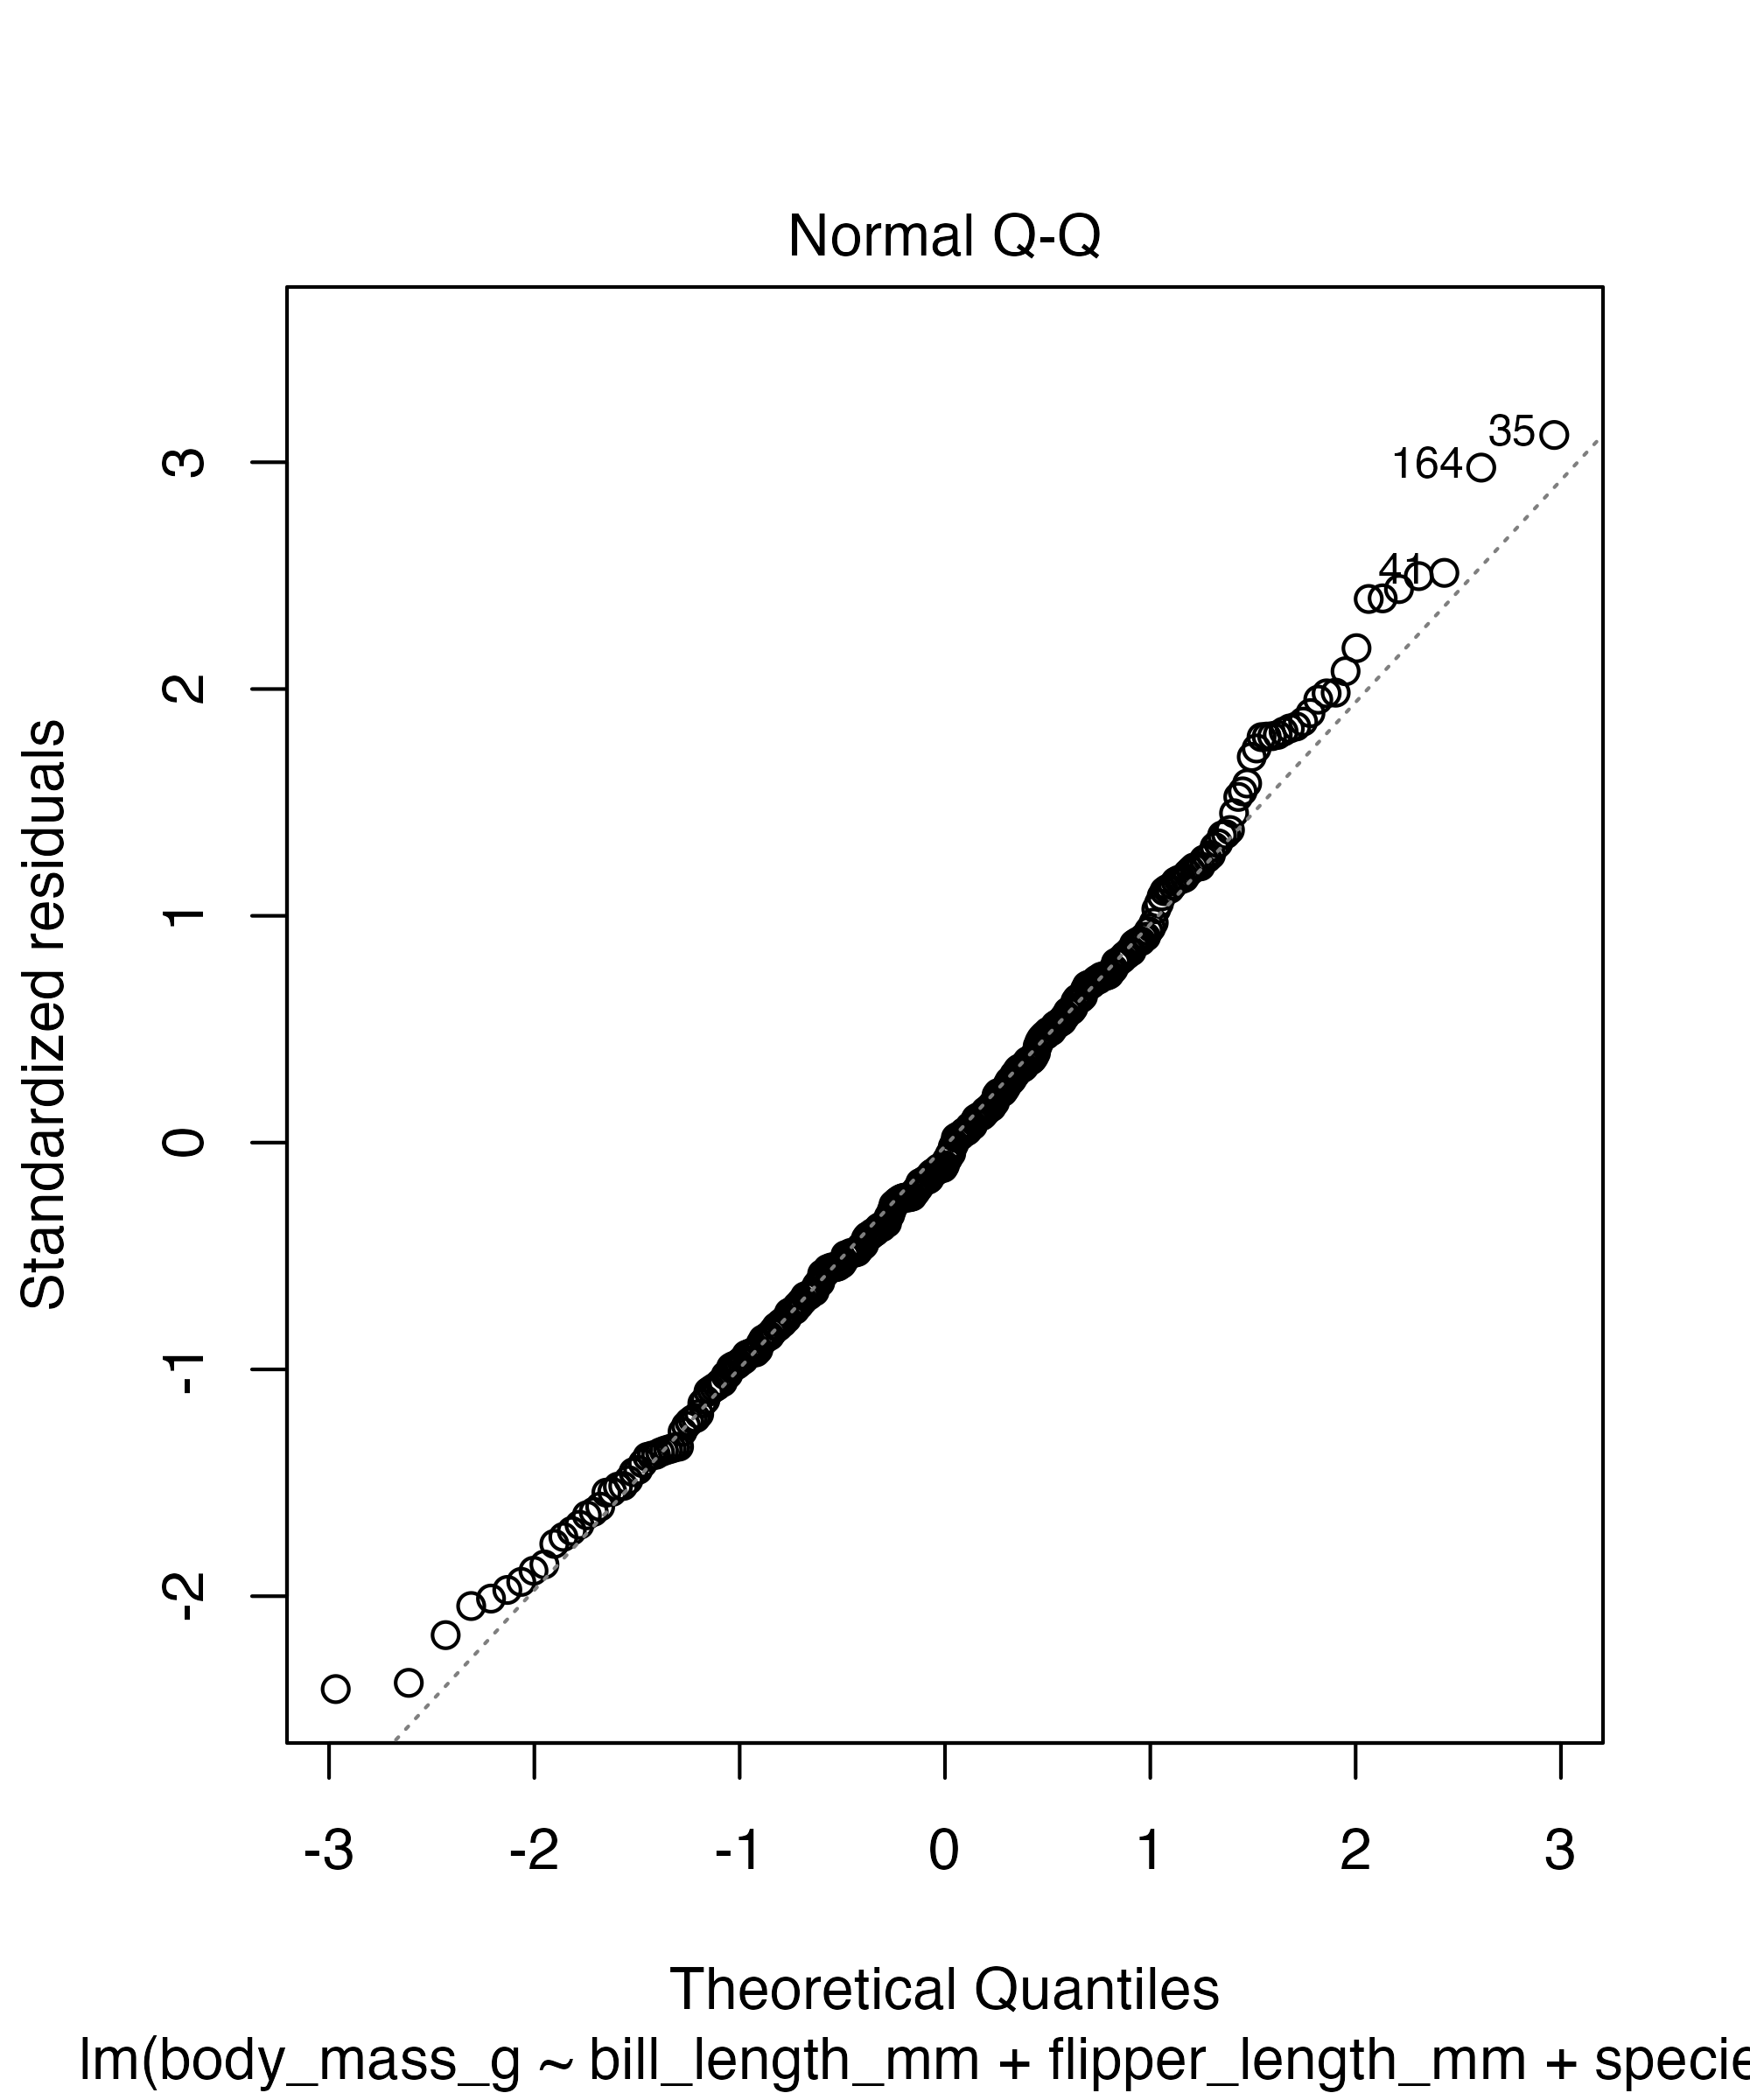 Normal Q-Q
Standardized residuals
3
2
1
0
-1
-2
35
164
41
-3 -2 -1 0 1 2 3
Theoretical Quantiles
lm(body_mass_g ~ bill_length_mm + flipper_length_mm + specie